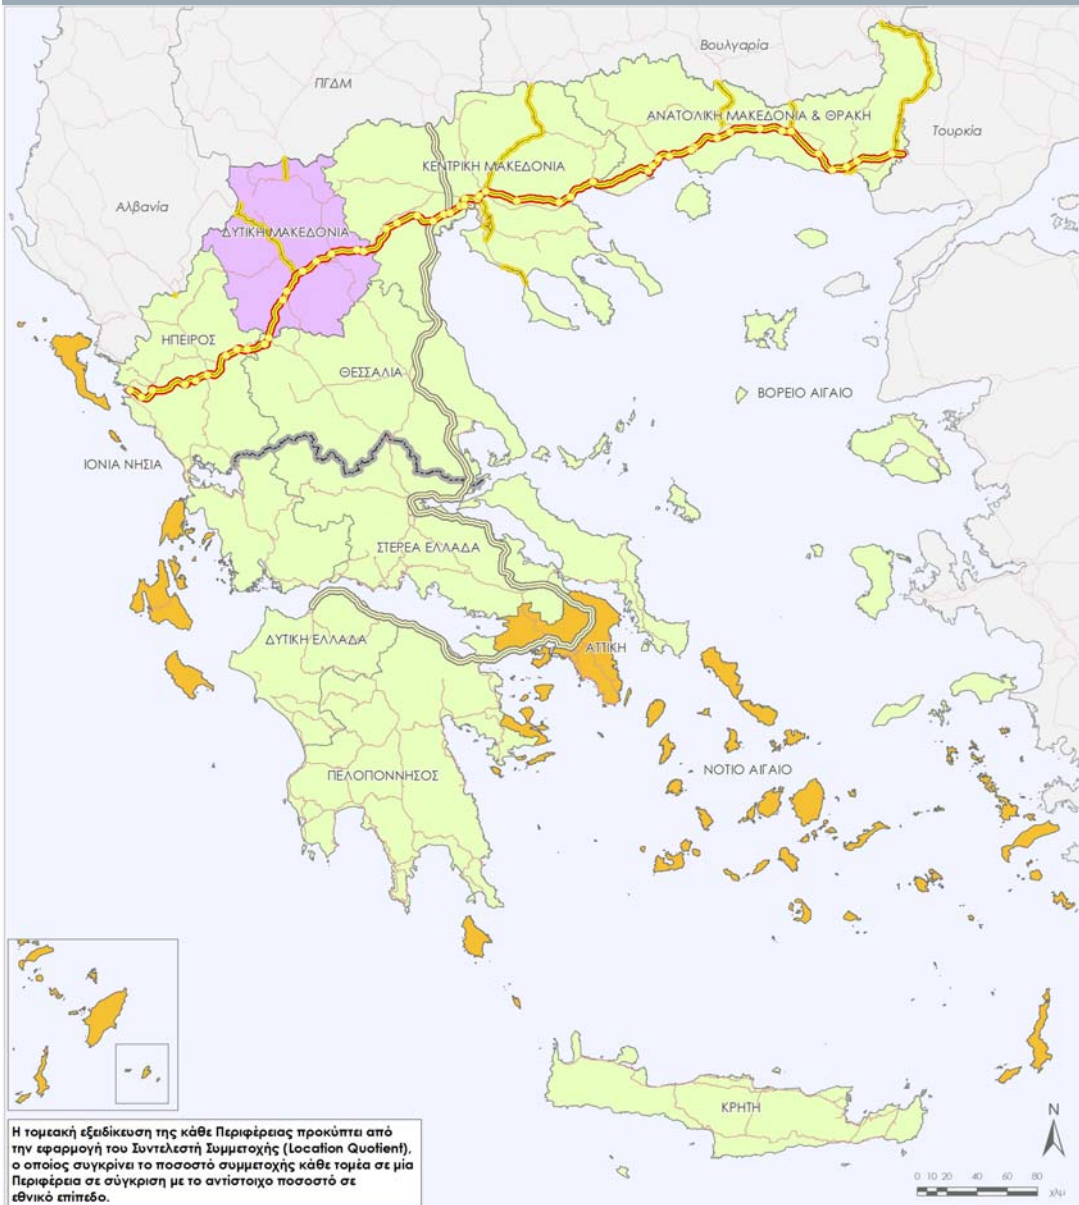 Βουλγαρία
ΠΓΔΜ
ΑΝΑΤΟΛΙΚΗ ΜΑΚΕΔΟΝΙΑ & ΘΡΑΚΗ
Τουρκία
ΚΕΝΤΡΙΚΗ ΜΑΚΕΔΟΝΙΑ
Αλβανία
ΔΥΤΙΚΗ ΜΑΚΕΔΟΝΙΑ
ΗΠΕΙΡΟΣ
ΘΕΣΣΑΛΙΑ
ΒΟΡΕΙΟ ΑΙΓΑΙΟ
ΙΟΝΙΑ ΝΗΣΙΑ
ΣΤΕΡΕΑ ΕΛΛΑΔΑ
ΔΥΤΙΚΗ ΕΛΛΑΔΑ
ΑΤΤΙΚΗ
ΝΟΤΙΟ ΑΙΓΑΙΟ
ΠΕΛΟΠΟΝΝΗΣΟΣ
ΚΡΗΤΗ
N
0 10 20 40 60 80
χλμ
Η τομεακή εξειδίκευση της κάθε Περιφέρειας προκύπτει από
την εφαρμογή του Συντελεστή Συμμετοχής (Location Quotient),
ο οποίος συγκρίνει το ποσοστό συμμετοχής κάθε τομέα σε μία
Περιφέρεια σε σύγκριση με το αντίστοιχο ποσοστό σε
εθνικό επίπεδο.